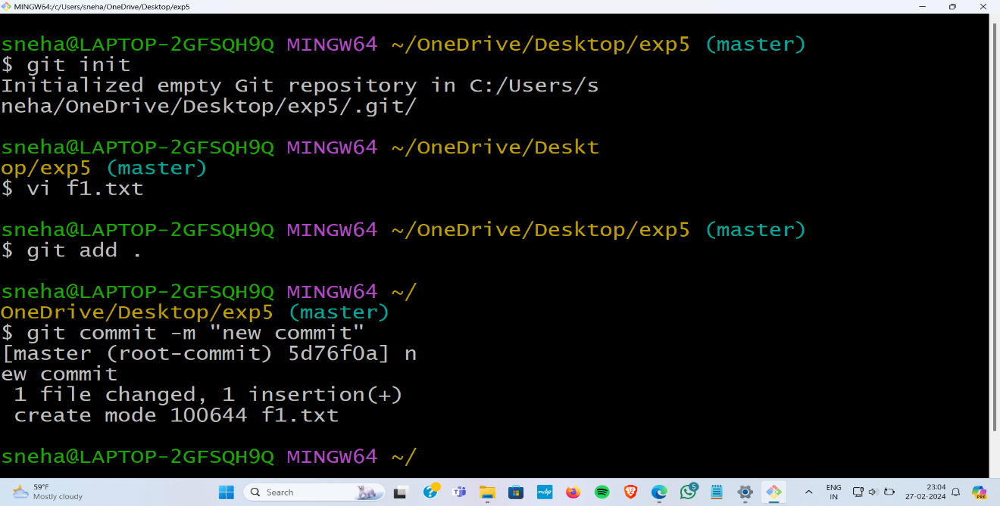 MINGW64:/c/Users/sneha/OneDrive/Desktop/exp5
sneha@LAPTOP-2GFSQH9Q MINGW64 ~/OneDrive/Desktop/exp5 (master)
$ git init
Initialized empty Git repository in C:/Users/s
neha/OneDrive/Desktop/exp5/.git/
sneha@LAPTOP-2GFSQH9Q MINGW64 ~/OneDrive/Deskt
op/exp5 (master)
$ vi f1.txt
sneha@LAPTOP-2GFSQH9Q MINGW64 ~/OneDrive/Desktop/exp5 (master)
$ git add .
sneha@LAPTOP-2GFSQH9Q MINGW64 ~/
OneDrive/Desktop/exp5 (master)
$ git commit -m "new commit"
[master (root-commit) 5d76f0a] n
ew commit
 1 file changed, 1 insertion(+)
 create mode 100644 f1.txt
sneha@LAPTOP-2GFSQH9Q MINGW64 ~/
59°F
Mostly cloudy
Search
myhp
5
ENG
IN
23:04
27-02-2024
PRE